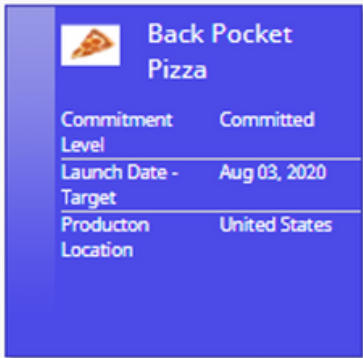 Back Pocket
Pizza
Commitment Committed
Level
Launch Date - Aug 03, 2020
Target
Producton United States
Location